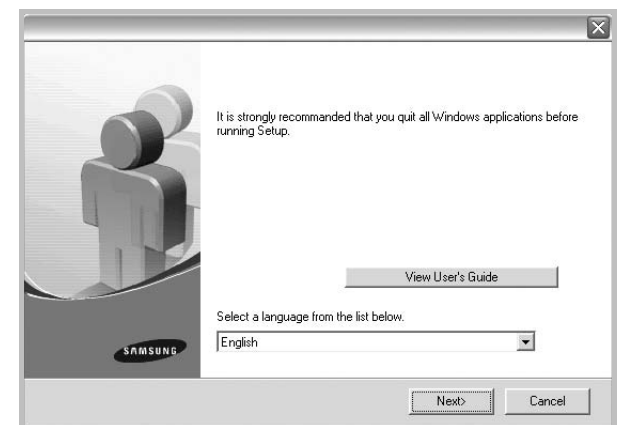 It is strongly recommanded that you quit all Windows applications before
running Setup.
View User's Guide
Select a language from the list below.
English
SAMSUNG
Next>
Cancel